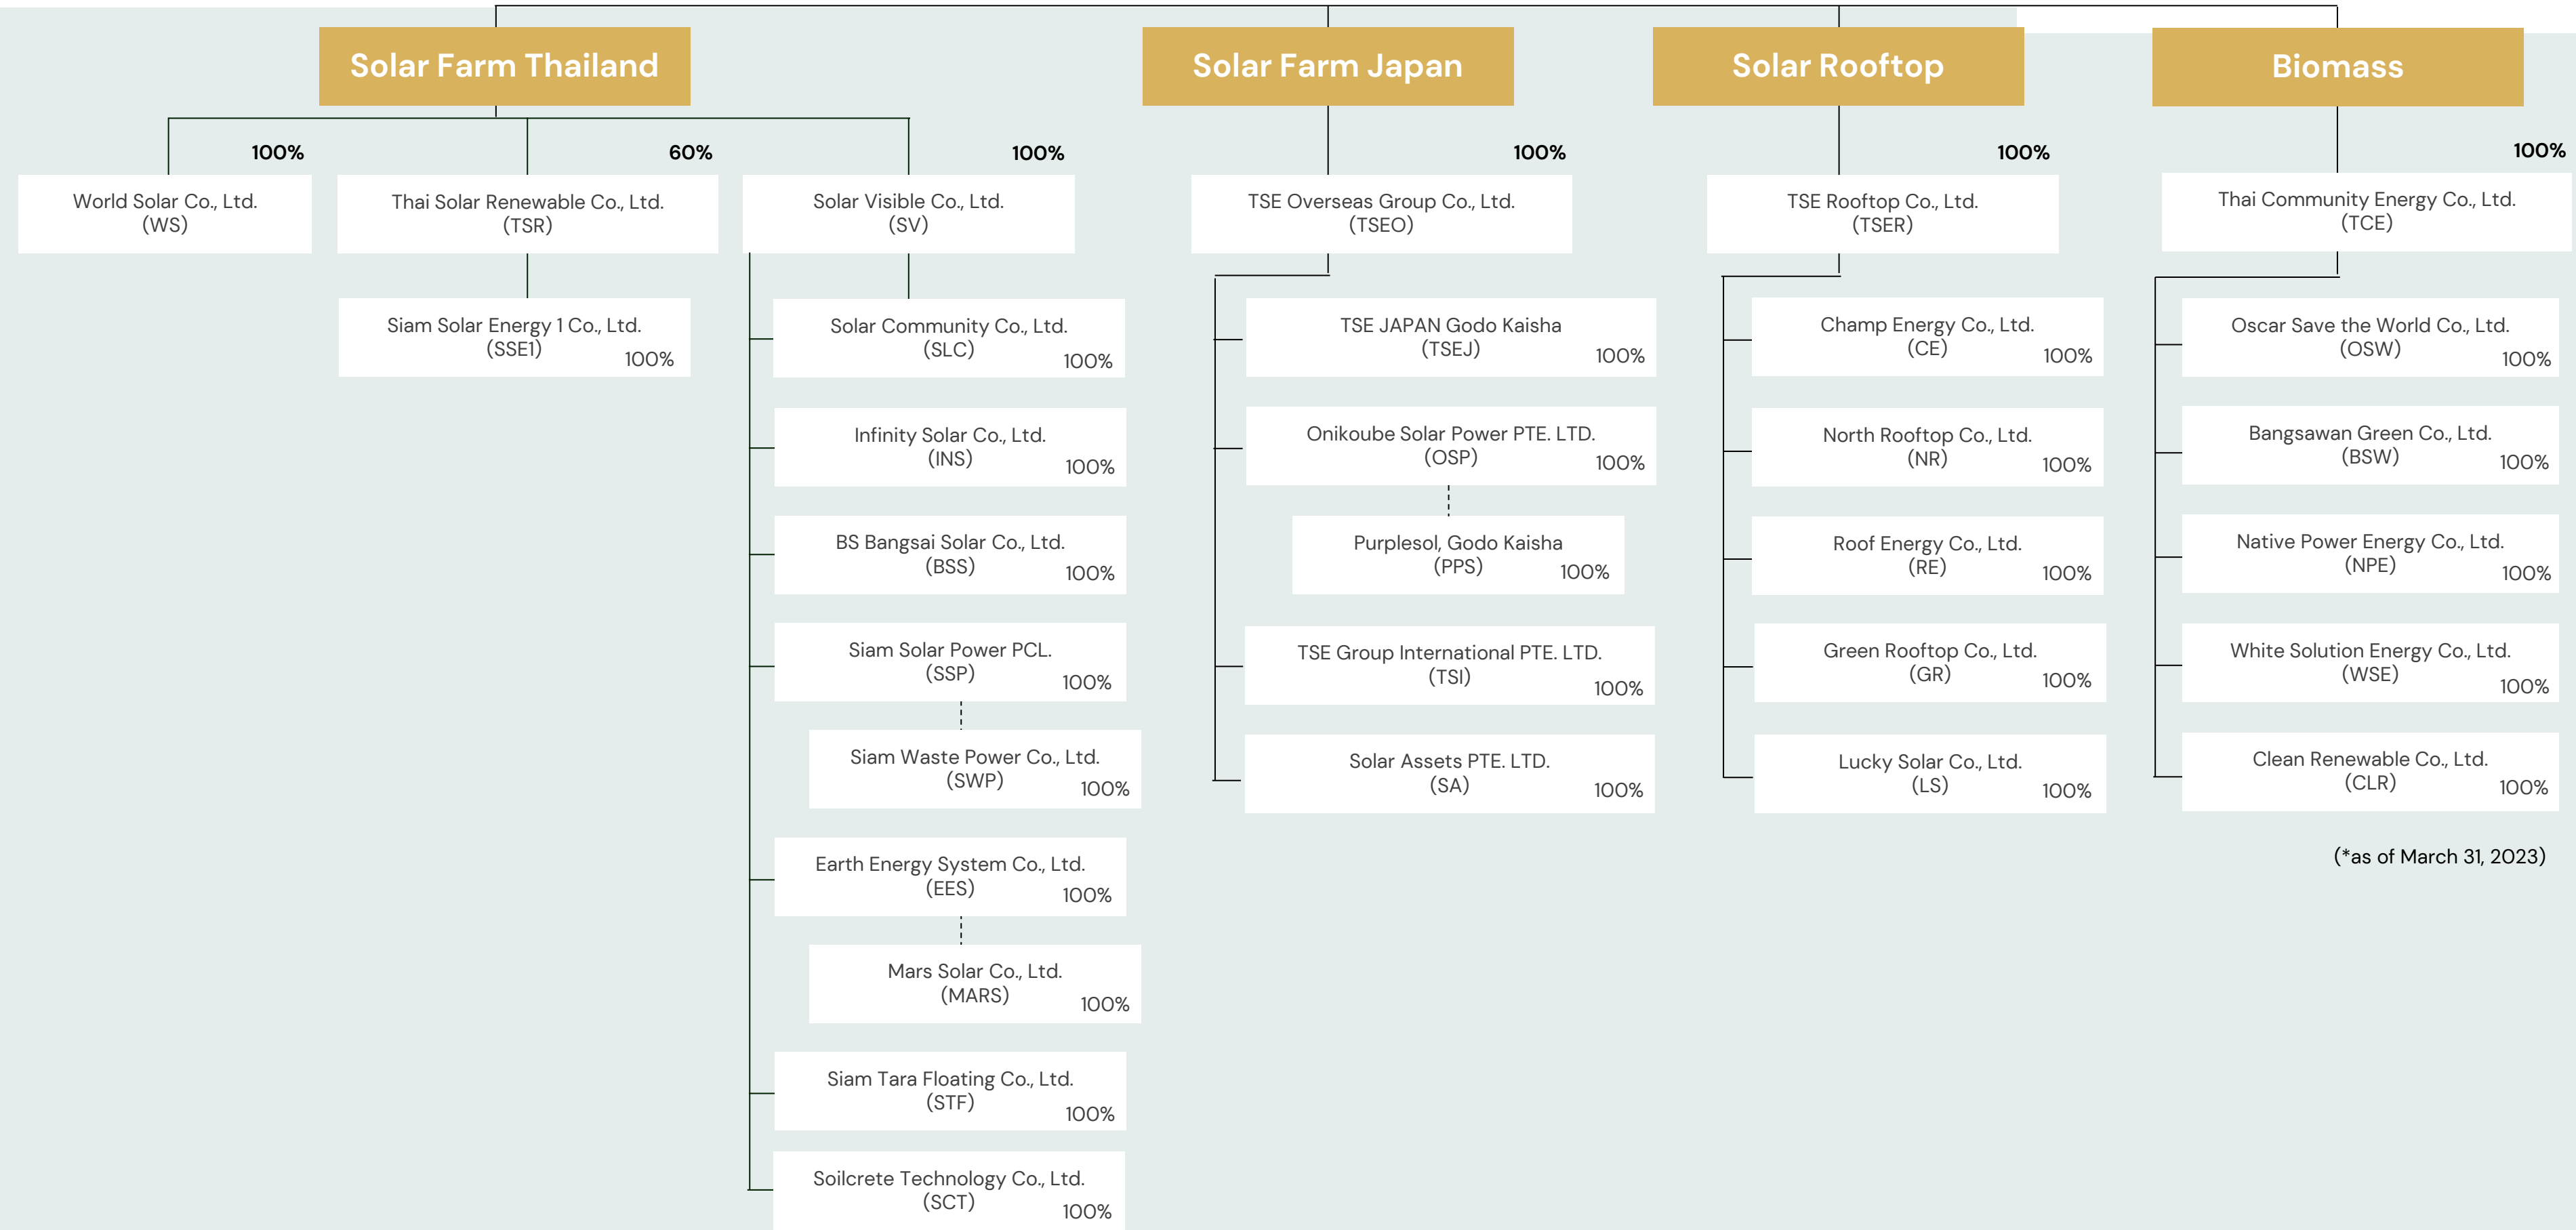 Solar Farm Thailand
100%
World Solar Co., Ltd.
(WS)
60%
Thai Solar Renewable Co., Ltd.
(TSR)
Siam Solar Energy 1 Co., Ltd.
(SSE1)
100%
100%
Solar Visible Co., Ltd.
(SV)
Solar Community Co., Ltd.
(SLC)
100%
Infinity Solar Co., Ltd.
(INS)
100%
BS Bangsai Solar Co., Ltd.
(BSS)
100%
Siam Solar Power PCL.
(SSP)
100%
Siam Waste Power Co., Ltd.
(SWP)
100%
Earth Energy System Co., Ltd.
(EES)
100%
Mars Solar Co., Ltd.
(MARS)
100%
Siam Tara Floating Co., Ltd.
(STF)
100%
Soilcrete Technology Co., Ltd.
(SCT)
100%
Solar Farm Japan
100%
TSE Overseas Group Co., Ltd.
(TSEO)
TSE JAPAN Godo Kaisha
(TSEJ)
100%
Onikoube Solar Power PTE. LTD.
(OSP)
100%
Purplesol, Godo Kaisha
(PPS)
100%
TSE Group International PTE. LTD.
(TSI)
100%
Solar Assets PTE. LTD.
(SA)
100%
Solar Rooftop
100%
TSE Rooftop Co., Ltd.
(TSER)
Champ Energy Co., Ltd.
(CE)
100%
North Rooftop Co., Ltd.
(NR)
100%
Roof Energy Co., Ltd.
(RE)
100%
Green Rooftop Co., Ltd.
(GR)
100%
Lucky Solar Co., Ltd.
(LS)
100%
Biomass
100%
Thai Community Energy Co., Ltd.
(TCE)
Oscar Save the World Co., Ltd.
(OSW)
100%
Bangsawan Green Co., Ltd.
(BSW)
100%
Native Power Energy Co., Ltd.
(NPE)
100%
White Solution Energy Co., Ltd.
(WSE)
100%
Clean Renewable Co., Ltd.
(CLR)
100%
(*as of March 31, 2023)